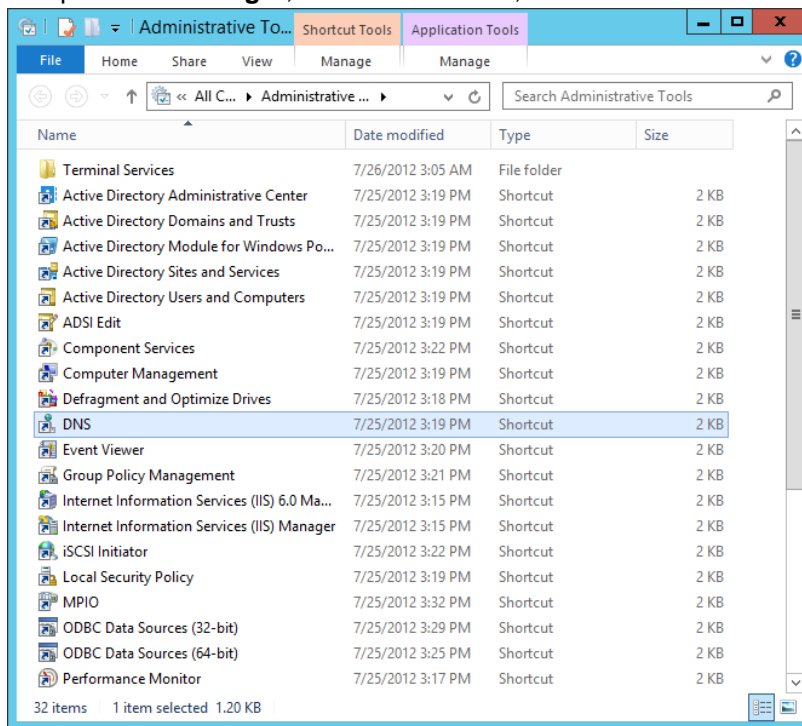 Administrative To... Shortcut Tools Application Tools
File Home Share View Manage Manage
« All C... Administrative ... Search Administrative Tools
Name Date modified Type Size
Terminal Services 7/26/2012 3:05 AM File folder
Active Directory Administrative Center 7/25/2012 3:19 PM Shortcut 2 KB
Active Directory Domains and Trusts 7/25/2012 3:19 PM Shortcut 2 KB
Active Directory Module for Windows Po... 7/25/2012 3:19 PM Shortcut 2 KB
Active Directory Sites and Services 7/25/2012 3:19 PM Shortcut 2 KB
Active Directory Users and Computers 7/25/2012 3:19 PM Shortcut 2 KB
ADSI Edit 7/25/2012 3:19 PM Shortcut 2 KB
Component Services 7/25/2012 3:22 PM Shortcut 2 KB
Computer Management 7/25/2012 3:19 PM Shortcut 2 KB
Defragment and Optimize Drives 7/25/2012 3:18 PM Shortcut 2 KB
DNS 7/25/2012 3:19 PM Shortcut 2 KB
Event Viewer 7/25/2012 3:20 PM Shortcut 2 KB
Group Policy Management 7/25/2012 3:21 PM Shortcut 2 KB
Internet Information Services (IIS) 6.0 Ma... 7/25/2012 3:15 PM Shortcut 2 KB
Internet Information Services (IIS) Manager 7/25/2012 3:15 PM Shortcut 2 KB
iSCSI Initiator 7/25/2012 3:22 PM Shortcut 2 KB
Local Security Policy 7/25/2012 3:19 PM Shortcut 2 KB
MPIO 7/25/2012 3:32 PM Shortcut 2 KB
ODBC Data Sources (32-bit) 7/25/2012 3:29 PM Shortcut 2 KB
ODBC Data Sources (64-bit) 7/25/2012 3:25 PM Shortcut 2 KB
Performance Monitor 7/25/2012 3:17 PM Shortcut 2 KB
32 items 1 item selected 1.20 KB